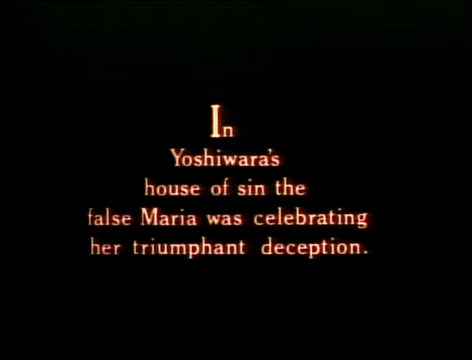 In
Yoshiwara's
house of sin the
false Maria was celebrating
her triumphant deception.